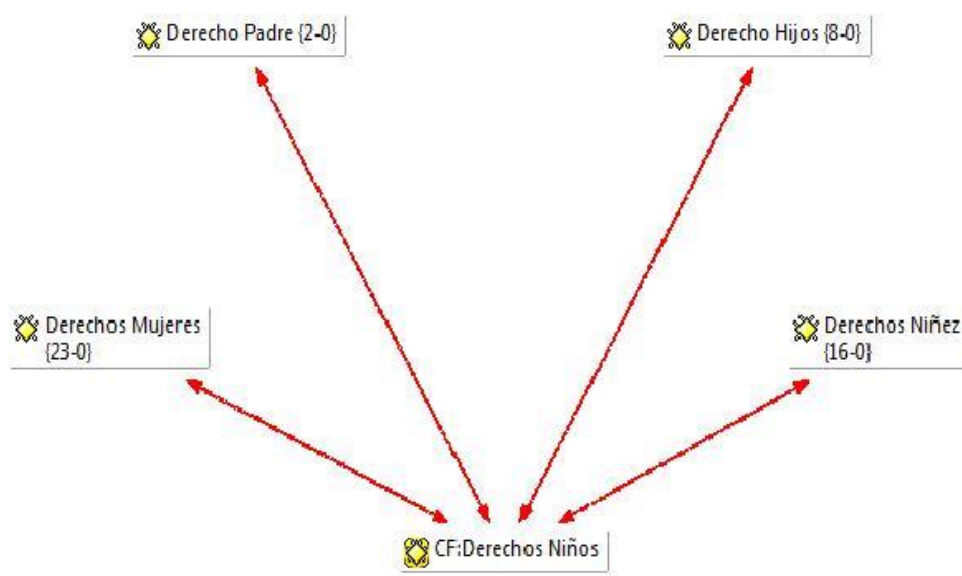 Derecho Padre {2-0}
Derecho Hijos {8-0}
Derechos Mujeres
{23-0}
Derechos Niñez
{16-0}
CF:Derechos Niños